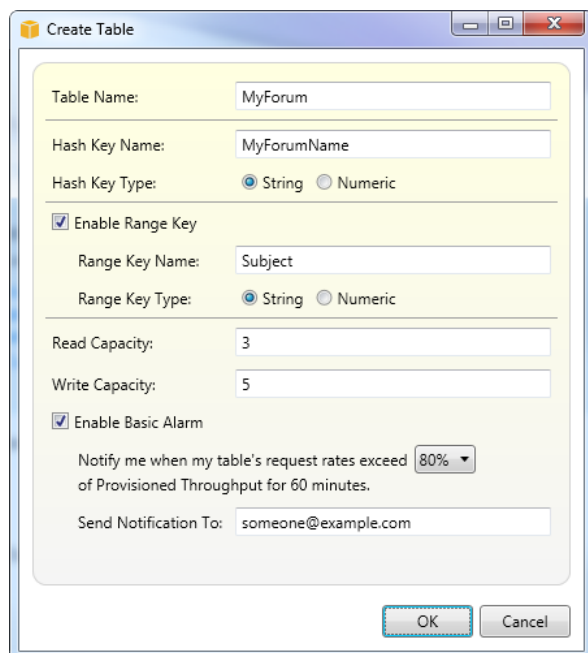 Create Table
Table Name: MyForum
Hash Key Name: MyForumName
Hash Key Type: String Numeric
Enable Range Key
Range Key Name: Subject
Range Key Type: String Numeric
Read Capacity: 3
Write Capacity: 5
Enable Basic Alarm
Notify me when my table's request rates exceed 80%
of Provisioned Throughput for 60 minutes.
Send Notification To: someone@example.com
OK Cancel